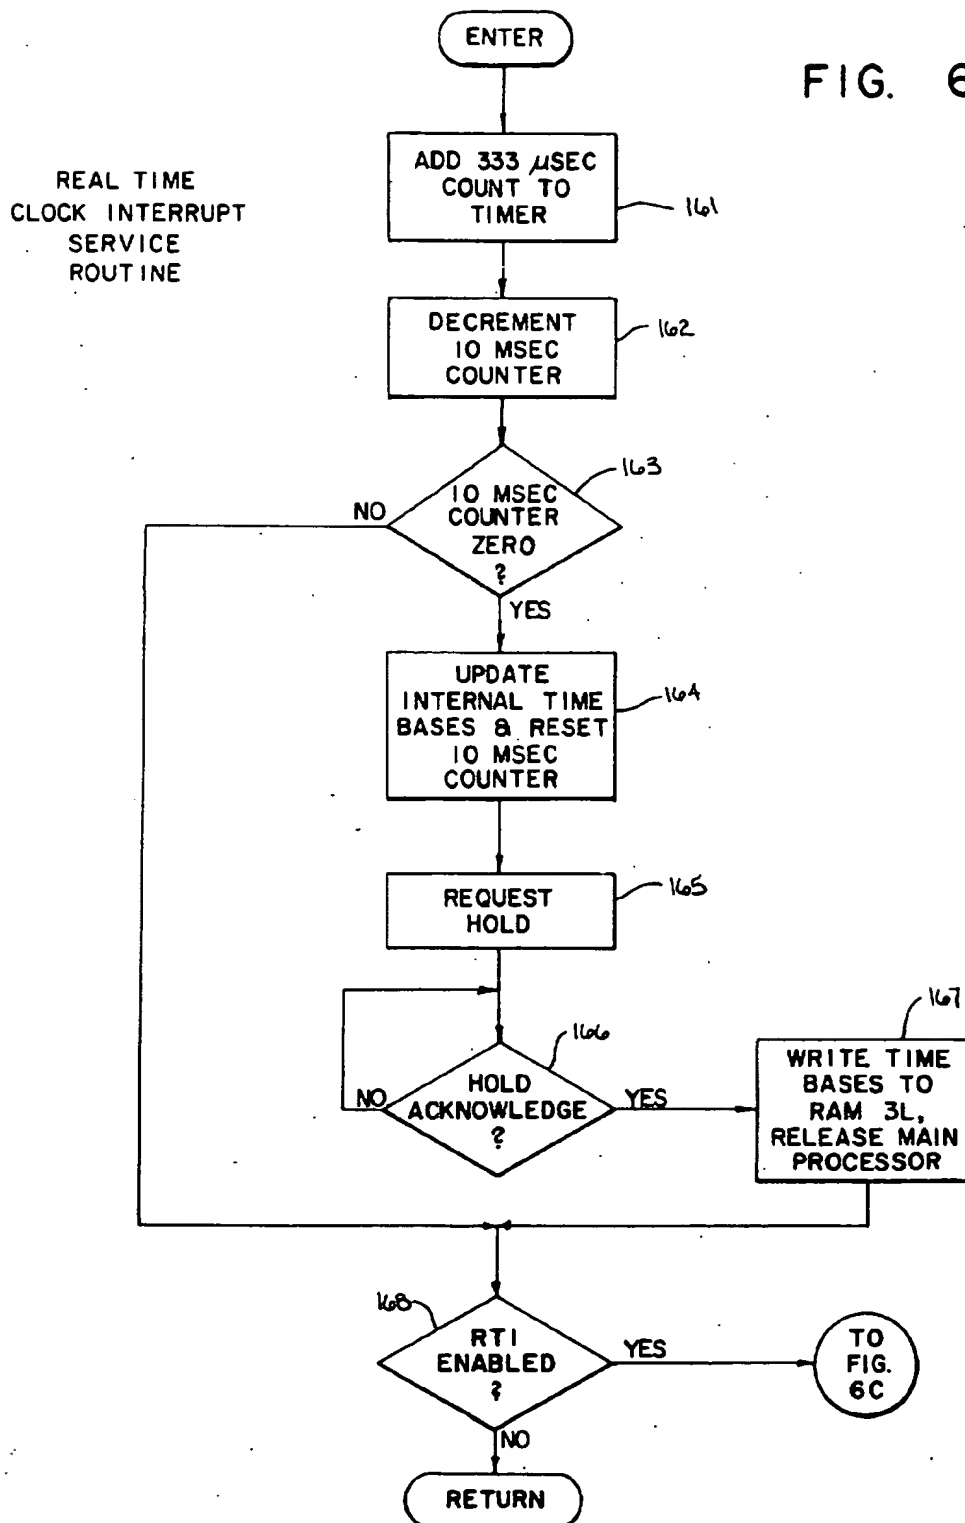 ENTER
FIG. 6
REAL TIME
CLOCK INTERRUPT
SERVICE
ROUTINE
ADD 333 µSEC
COUNT TO
TIMER
161
DECREMENT
10 MSEC
COUNTER
162
10 MSEC
COUNTER
ZERO
?
163
NO
YES
UPDATE
INTERNAL TIME
BASES & RESET
10 MSEC
COUNTER
164
REQUEST
HOLD
165
HOLD
ACKNOWLEDGE
?
166
NO
YES
WRITE TIME
BASES TO
RAM 3L,
RELEASE MAIN
PROCESSOR
167
RTI
ENABLED
?
168
YES
TO
FIG.
6C
NO
RETURN